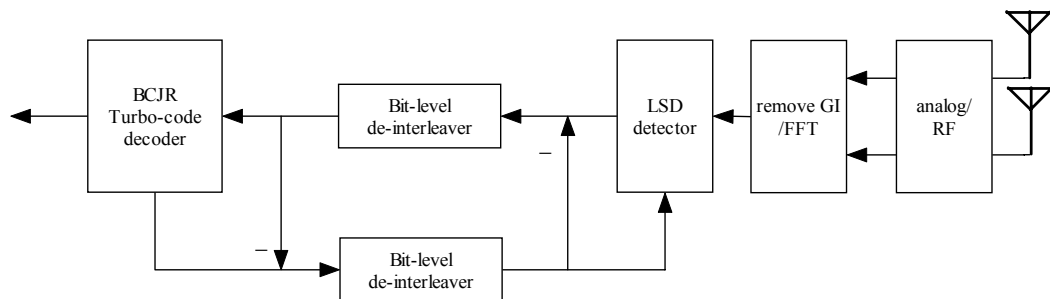 BCJR
Turbo-code
decoder
Bit-level
de-interleaver
LSD
detector
remove GI
/FFT
analog/
RF
–
–
Bit-level
de-interleaver